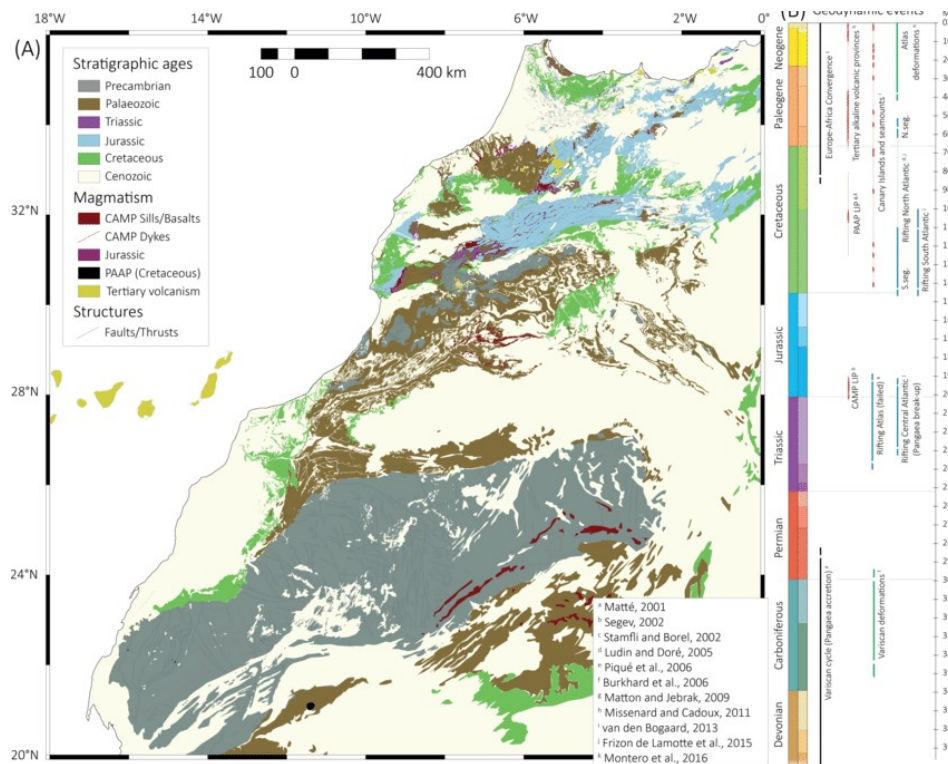 18°W
14°W
10°W
6°W
2°W
0°
(A)
100 0 400 km
Stratigraphic ages
Precambrian
Palaeozoic
Triassic
Jurassic
Cretaceous
Cenozoic
Magmatism
CAMP Sills/Basalts
CAMP Dykes
Jurassic
PAAP (Cretaceous)
Tertiary volcanism
Structures
Faults/Thrusts
32°N
28°N
24°N
20°N
a Matté, 2001
b Segev, 2002
c Stamfli and Borel, 2002
d Ludin and Doré, 2005
e Piqué et al., 2006
f Burkhard et al., 2006
g Matton and Jebrak, 2009
h Missenard and Cadoux, 2011
i van den Bogaard, 2013
j Frizon de Lamotte et al., 2015
k Montero et al., 2016
(B)
Geodynamic events
Neogene
Paleogene
Cretaceous
Jurassic
Triassic
Permian
Carboniferous
Devonian
Europe-Africa Convergence
Tertiary alkaline volcanic provinces
Canary Islands and seamounts
Atlas
deformations
N.seg.
PAAP LIP
Rifting North Atlantic
S.seg.
Rifting South Atlantic
CAMP LIP
Rifting Atlas (failed)
Rifting Central Atlantic
(Pangaea break-up)
Variscan cycle (Pangaea accretion)
Variscan deformations